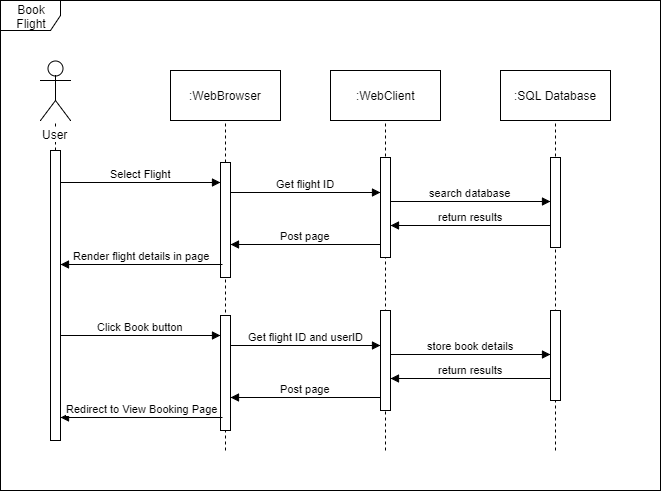 Book
Flight
User
:WebBrowser
:WebClient
:SQL Database
Select Flight
Get flight ID
search database
return results
Post page
Render flight details in page
Click Book button
Get flight ID and userID
store book details
return results
Post page
Redirect to View Booking Page